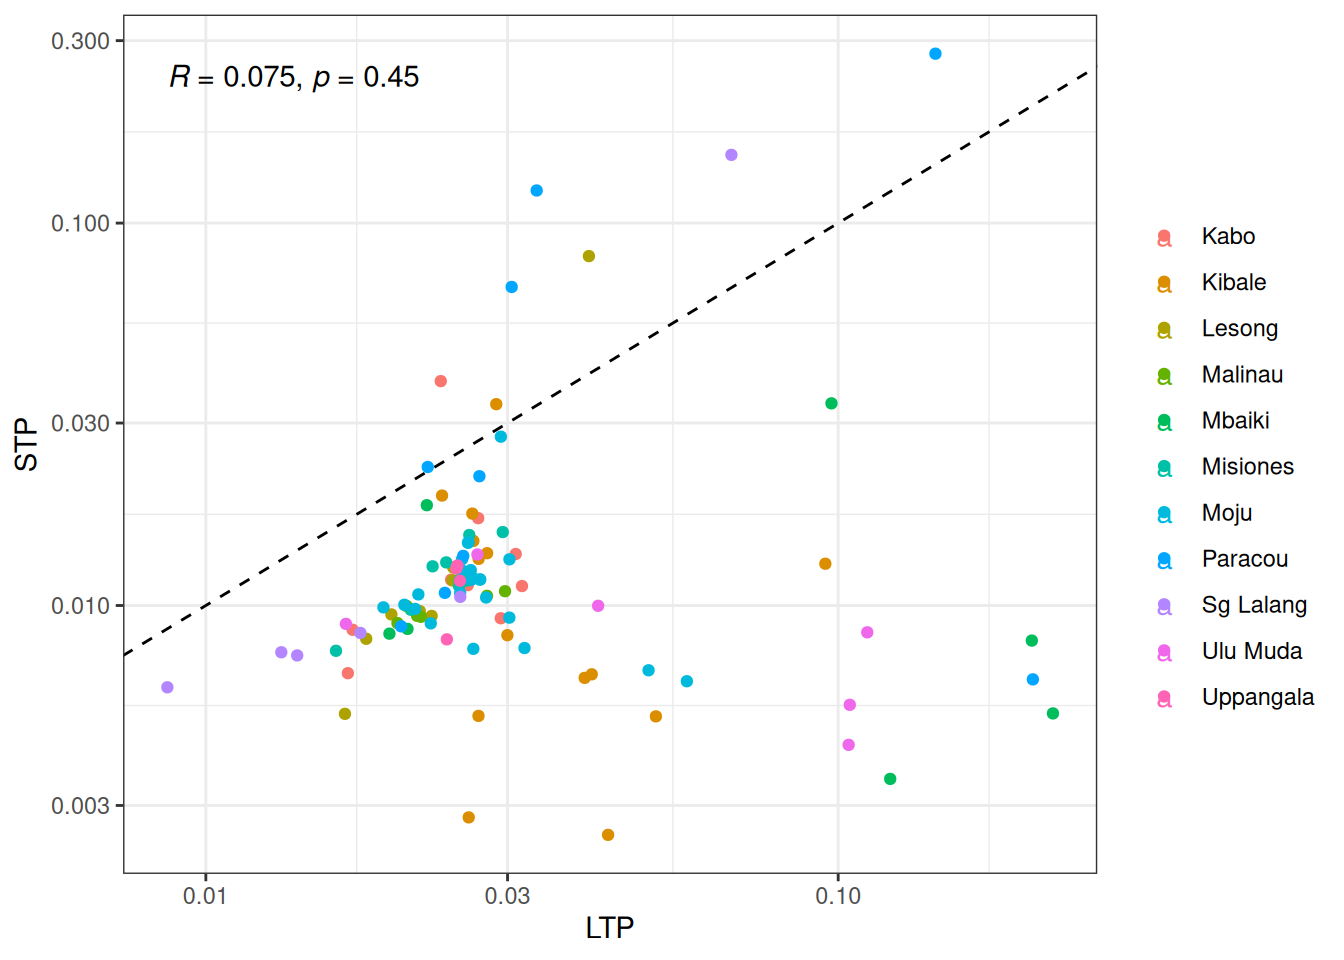 0.300
0.100
0.030
0.010
0.003
STP
R = 0.075, p = 0.45
0.01
0.03
0.10
LTP
a Kabo
a Kibale
a Lesong
a Malinau
a Mbaiki
a Misiones
a Moju
a Paracou
a Sg Lalang
a Ulu Muda
a Uppangala